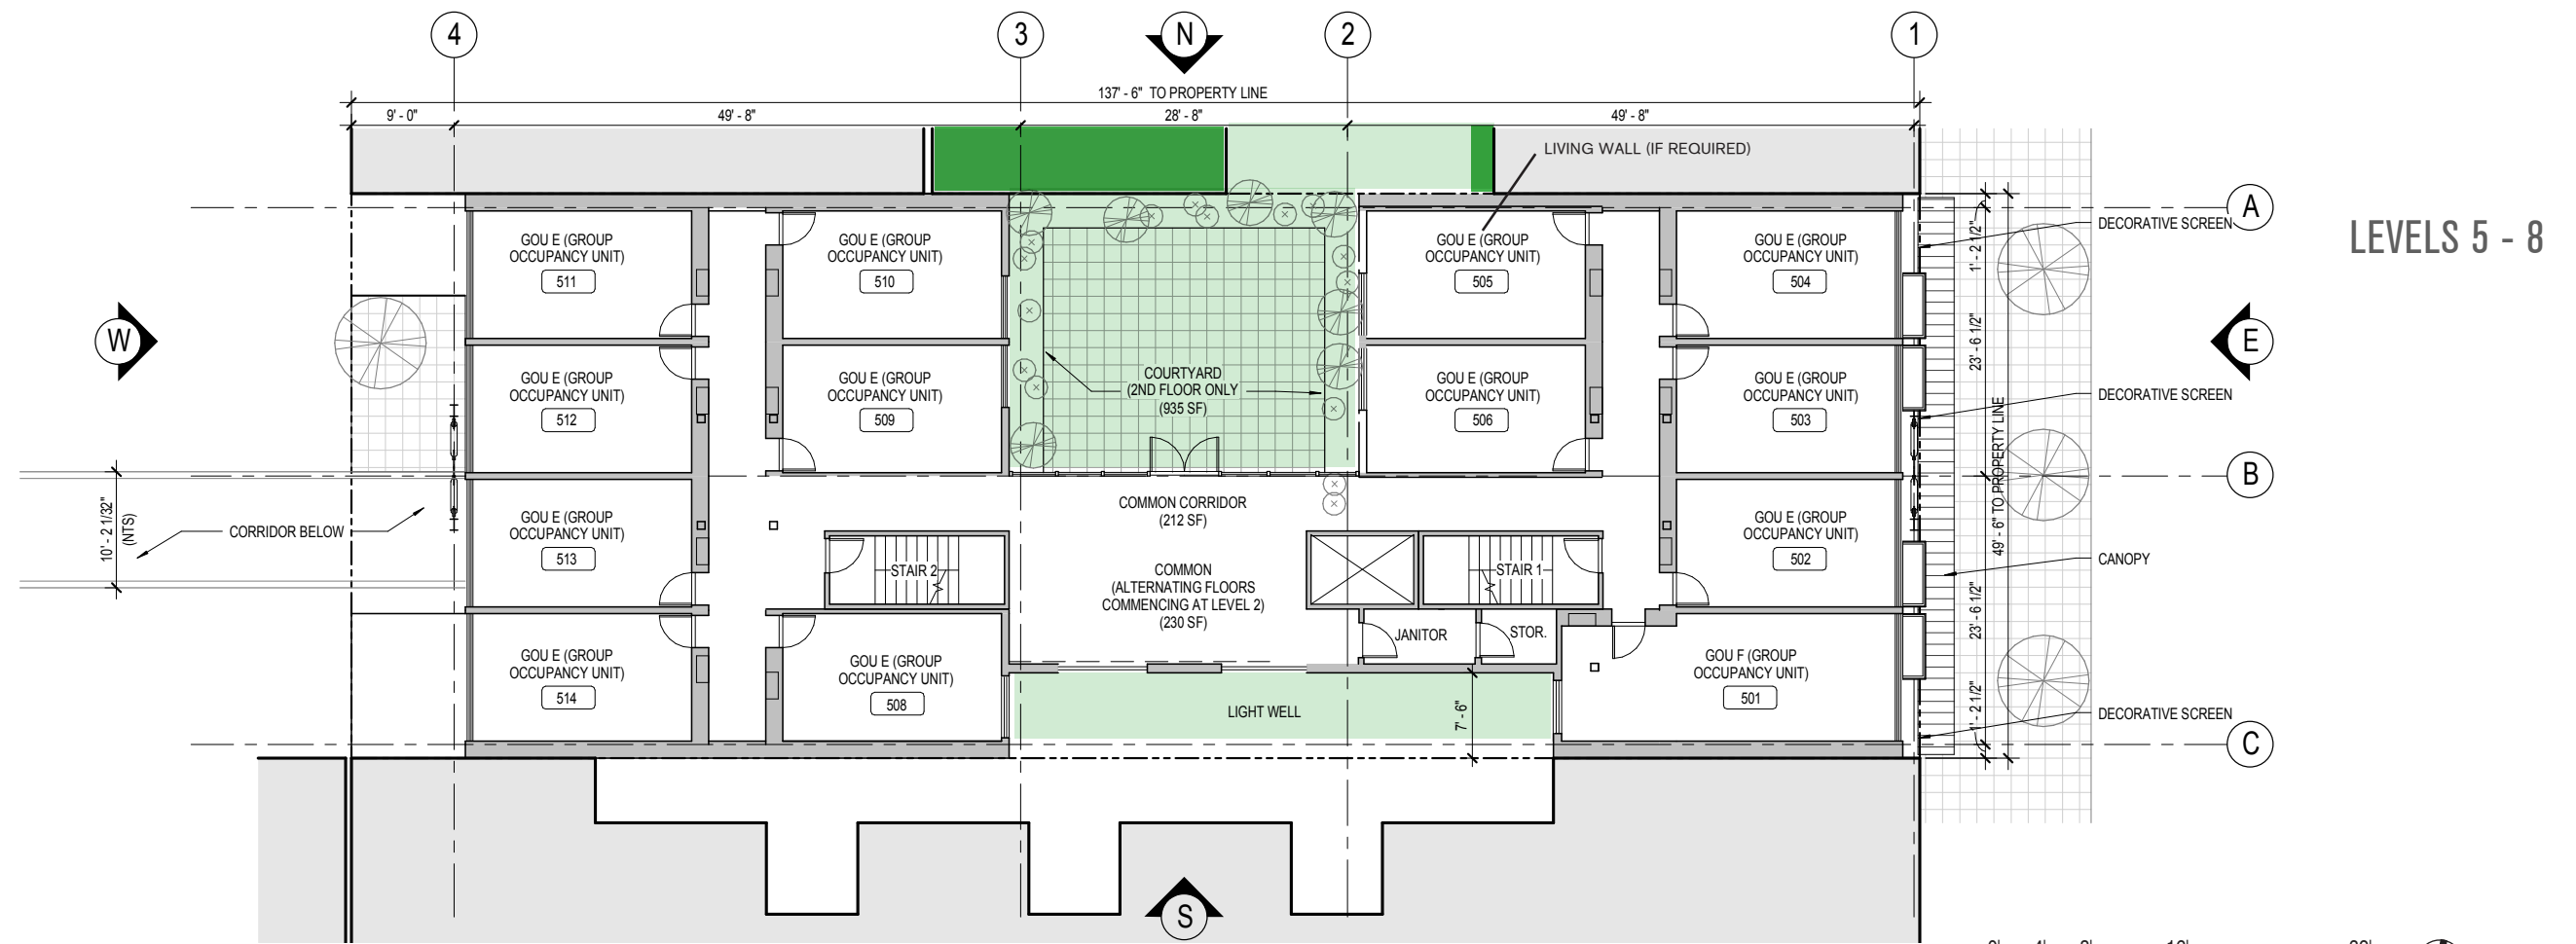 4
3
N
2
1
137' - 6" TO PROPERTY LINE
9' - 0"
49' - 8"
28' - 8"
49' - 8"
LIVING WALL (IF REQUIRED)
A
DECORATIVE SCREEN
LEVELS 5 - 8
1' - 2 1/2"
GOU E (GROUP
OCCUPANCY UNIT)
511
GOU E (GROUP
OCCUPANCY UNIT)
510
GOU E (GROUP
OCCUPANCY UNIT)
505
GOU E (GROUP
OCCUPANCY UNIT)
504
W
E
23' - 6 1/2"
GOU E (GROUP
OCCUPANCY UNIT)
512
GOU E (GROUP
OCCUPANCY UNIT)
509
COURTYARD
(2ND FLOOR ONLY
(935 SF)
GOU E (GROUP
OCCUPANCY UNIT)
506
GOU E (GROUP
OCCUPANCY UNIT)
503
DECORATIVE SCREEN
49' - 6" TO PROPERTY LINE
B
10' - 2 1/32"
(NTS)
CORRIDOR BELOW
GOU E (GROUP
OCCUPANCY UNIT)
513
COMMON CORRIDOR
(212 SF)
GOU E (GROUP
OCCUPANCY UNIT)
502
CANOPY
STAIR 2
COMMON
(ALTERNATING FLOORS
COMMENCING AT LEVEL 2)
(230 SF)
STAIR 1
23' - 6 1/2"
JANITOR
STOR.
GOU E (GROUP
OCCUPANCY UNIT)
514
GOU E (GROUP
OCCUPANCY UNIT)
508
GOU F (GROUP
OCCUPANCY UNIT)
501
LIGHT WELL
7' - 6"
1' - 2 1/2"
DECORATIVE SCREEN
C
S